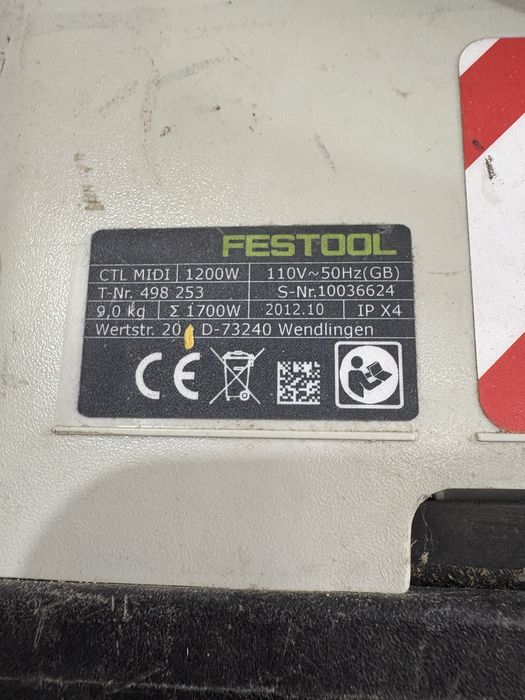 FESTOOL
CTL MIDI 1200W 110V~50Hz(GB)
T-Nr. 498 253 S-Nr.10036624
9,0 kg Σ 1700W 2012.10 IP X4
Wertstr. 20 D-73240 Wendlingen
CE